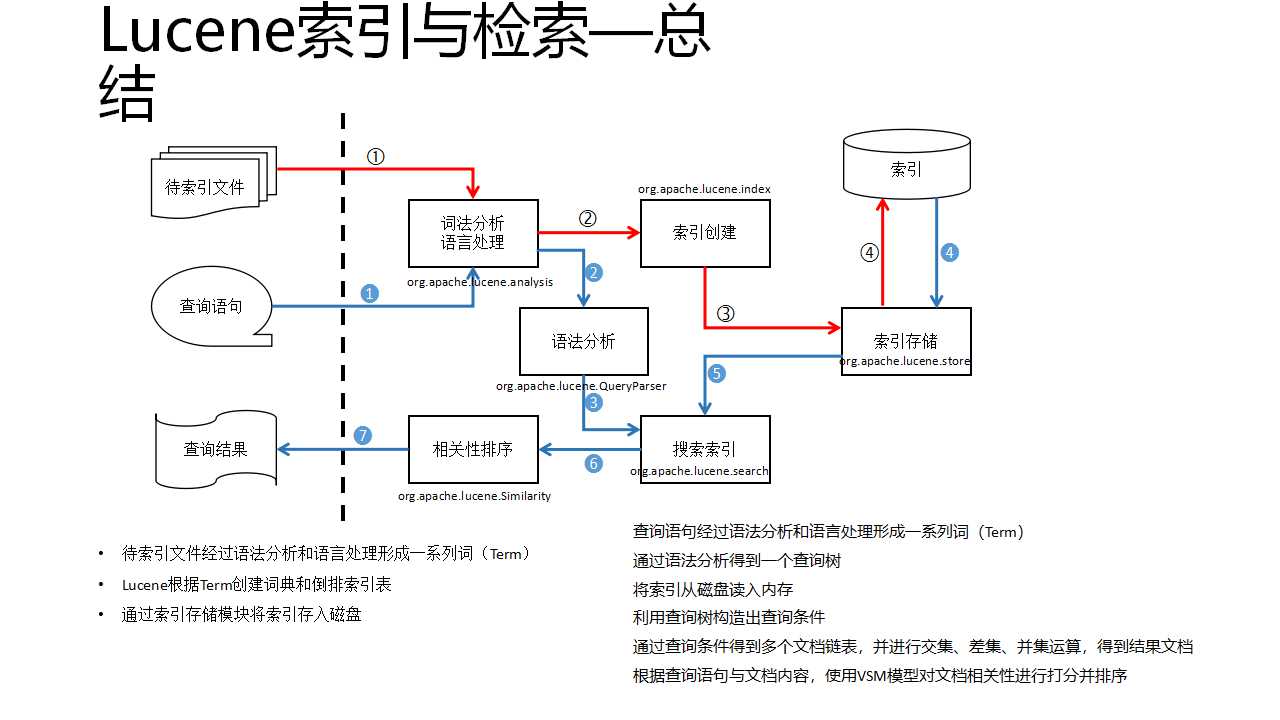 Lucene索引与检索—总
结
①
待索引文件
索引
org.apache.lucene.index
词法分析
语言处理
②
索引创建
④
4
org.apache.lucene.analysis
2
1
查询语句
③
语法分析
索引存储
org.apache.lucene.store
5
org.apache.lucene.QueryParser
3
7
查询结果
相关性排序
6
搜索索引
org.apache.lucene.search
org.apache.lucene.Similarity
• 待索引文件经过语法分析和语言处理形成一系列词（Term）
• Lucene根据Term创建词典和倒排索引表
• 通过索引存储模块将索引存入磁盘
查询语句经过语法分析和语言处理形成一系列词（Term）
通过语法分析得到一个查询树
将索引从磁盘读入内存
利用查询树构造出查询条件
通过查询条件得到多个文档链表，并进行交集、差集、并集运算，得到结果文档
根据查询语句与文档内容，使用VSM模型对文档相关性进行打分并排序